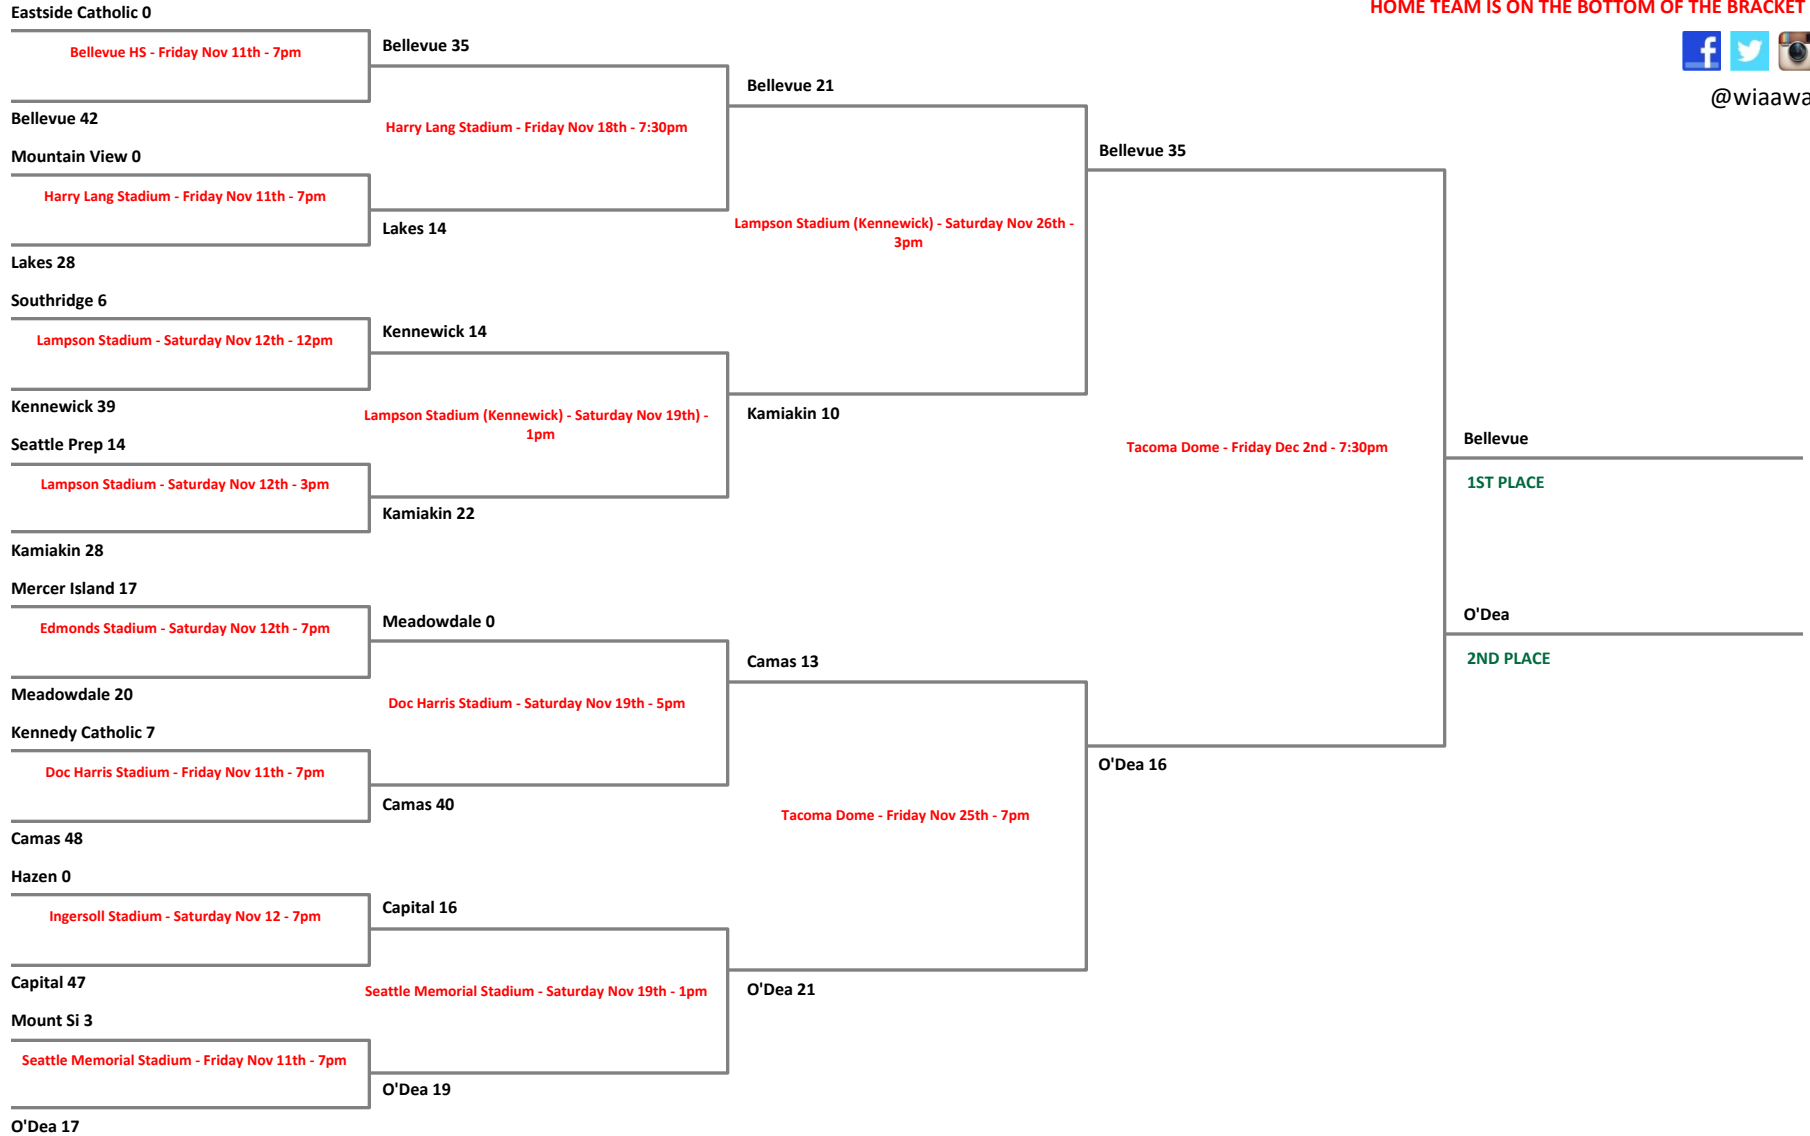 Eastside Catholic 0
HOME TEAM IS ON THE BOTTOM OF THE BRACKET
Bellevue HS - Friday Nov 11th - 7pm
Bellevue 35
Bellevue 21
@wiaawa
Bellevue 42
Harry Lang Stadium - Friday Nov 18th - 7:30pm
Mountain View 0
Bellevue 35
Harry Lang Stadium - Friday Nov 11th - 7pm
Lakes 14
Lampson Stadium (Kennewick) - Saturday Nov 26th -
3pm
Lakes 28
Southridge 6
Lampson Stadium - Saturday Nov 12th - 12pm
Kennewick 14
Kennewick 39
Lampson Stadium (Kennewick) - Saturday Nov 19th) -
1pm
Kamiakin 10
Seattle Prep 14
Tacoma Dome - Friday Dec 2nd - 7:30pm
Bellevue
Lampson Stadium - Saturday Nov 12th - 3pm
1ST PLACE
Kamiakin 22
Kamiakin 28
Mercer Island 17
Edmonds Stadium - Saturday Nov 12th - 7pm
Meadowdale 0
O'Dea
Camas 13
2ND PLACE
Meadowdale 20
Doc Harris Stadium - Saturday Nov 19th - 5pm
Kennedy Catholic 7
Doc Harris Stadium - Friday Nov 11th - 7pm
O'Dea 16
Camas 40
Tacoma Dome - Friday Nov 25th - 7pm
Camas 48
Hazen 0
Ingersoll Stadium - Saturday Nov 12 - 7pm
Capital 16
Capital 47
Seattle Memorial Stadium - Saturday Nov 19th - 1pm
O'Dea 21
Mount Si 3
Seattle Memorial Stadium - Friday Nov 11th - 7pm
O'Dea 19
O'Dea 17